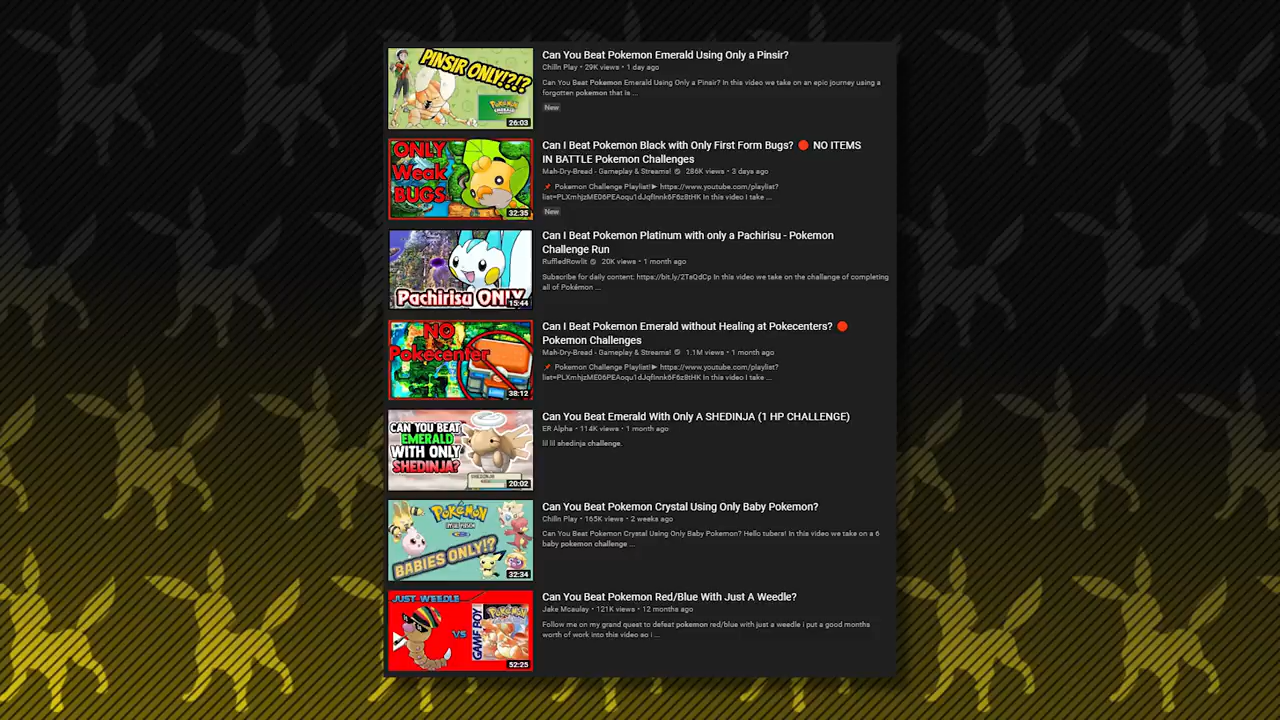 PINSIR ONLY!?!?
POKéMON
EMERALD
26:03
Can You Beat Pokemon Emerald Using Only a Pinsir?
Chilln Play • 29K views • 1 day ago
Can You Beat Pokemon Emerald Using Only a Pinsir? In this video we take on an epic journey using a
forgotten pokemon that is ...
New
ONLY
Weak
BUGS
32:35
Can I Beat Pokemon Black with Only First Form Bugs? 🔴 NO ITEMS
IN BATTLE Pokemon Challenges
Mah-Dry-Bread - Gameplay & Streams! 286K views • 3 days ago
📌 Pokemon Challenge Playlist!► https://www.youtube.com/playlist?
In this video I take ...
New
Pachirisu ONLY
15:44
Can I Beat Pokemon Platinum with only a Pachirisu - Pokemon
Challenge Run
RuffledRowlit 20K views • 1 month ago
Subscribe for daily content: https://bit.ly/2TsQdCp In this video we take on the challenge of completing
all of Pokémon ...
NO
Pokecenter
38:12
Can I Beat Pokemon Emerald without Healing at Pokecenters? 🔴
Pokemon Challenges
Mah-Dry-Bread - Gameplay & Streams! 1.1M views • 1 month ago
📌 Pokemon Challenge Playlist!► https://www.youtube.com/playlist?
In this video I take ...
CAN YOU BEAT
EMERALD
WITH ONLY
SHEDINJA?
SHEDINJA
20:02
Can You Beat Emerald With Only A SHEDINJA (1 HP CHALLENGE)
ER Alpha • 114K views • 1 month ago
lil lil shedinja challenge.
POKéMON
BABIES ONLY!?
32:34
Can You Beat Pokemon Crystal Using Only Baby Pokemon?
Chilln Play • 165K views • 2 weeks ago
Can You Beat Pokemon Crystal Using Only Baby Pokemon? Hello tubers! In this video we take on a 6
baby pokemon challenge ...
JUST WEEDLE
VS
GAME BOY
POKéMON
52:25
Can You Beat Pokemon Red/Blue With Just A Weedle?
Jake Mcaulay • 121K views • 12 months ago
Follow me on my grand quest to defeat pokemon red/blue with just a weedle i put a good months
worth of work into this video so i ...